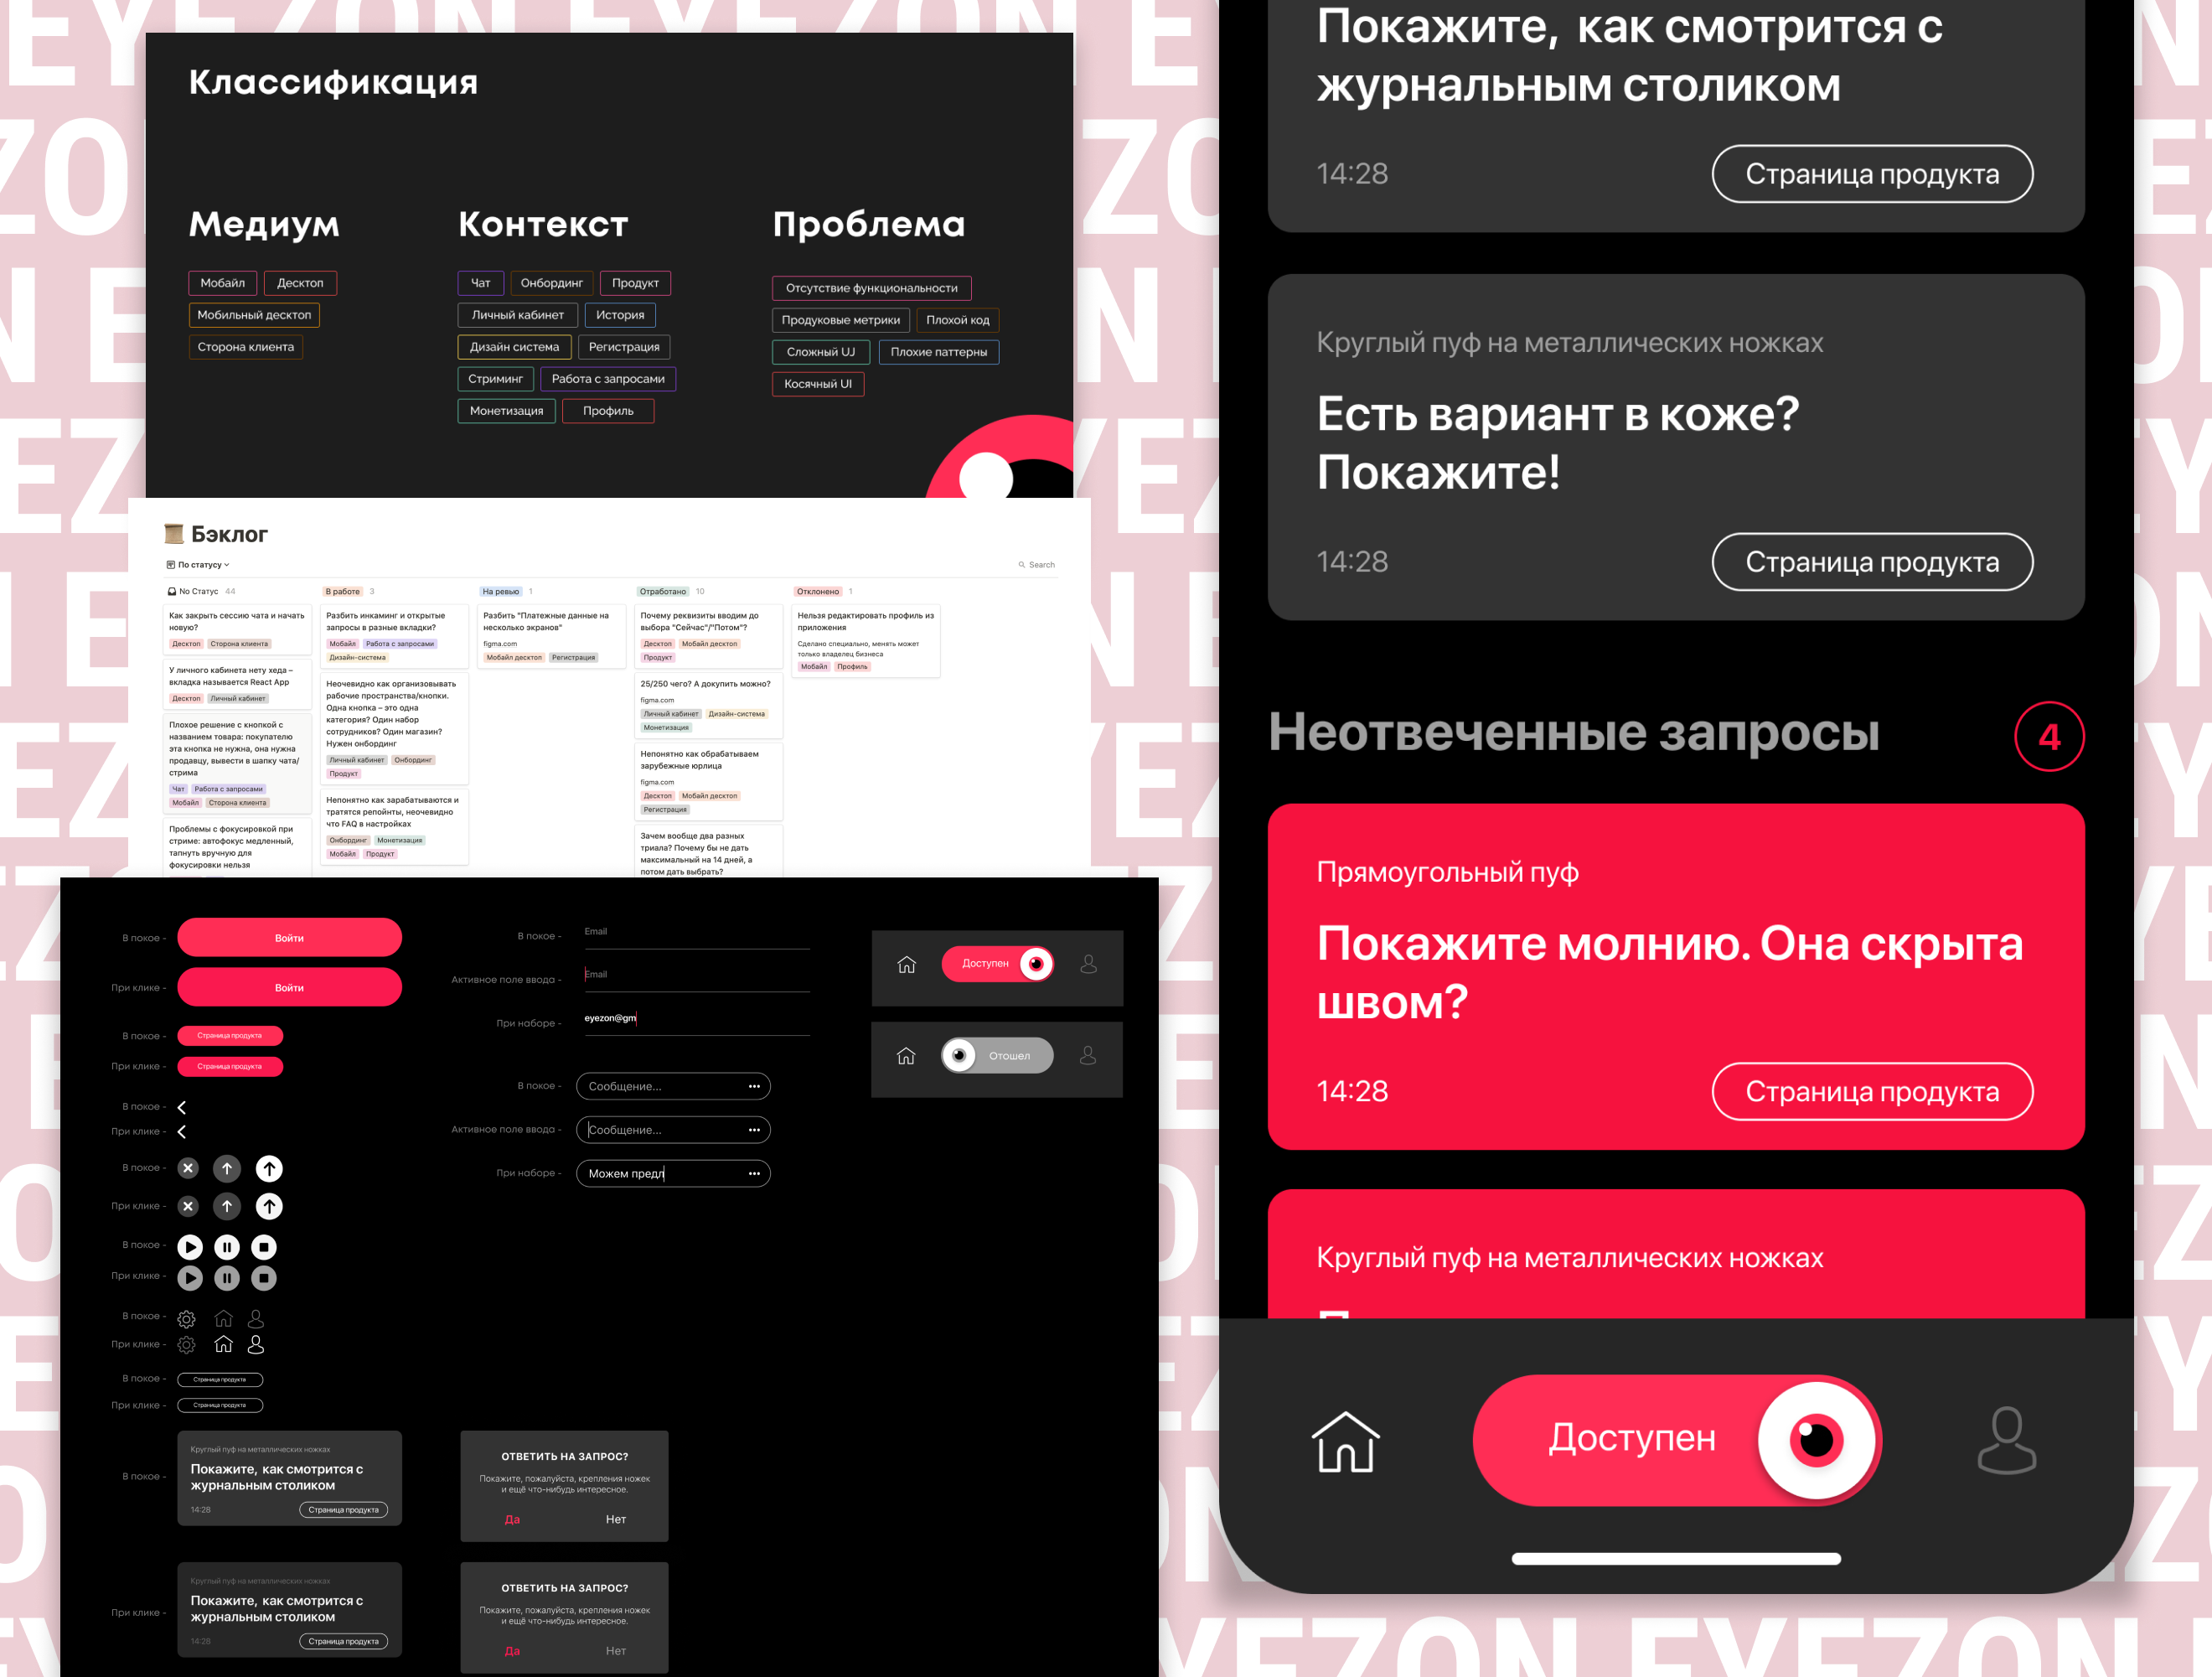 EYEZON EYEZON
Классификация
Медиум
Мобайл
Десктоп
Мобильный десктоп
Сторона клиента
Контекст
Чат
Онбординг
Продукт
Личный кабинет
История
Дизайн система
Регистрация
Стриминг
Работа с запросами
Монетизация
Профиль
Проблема
Отсутствие функциональности
Продуковые метрики
Плохой код
Сложный UJ
Плохие паттерны
Косячный UI
Бэклог
По статусу
Search
No Статус 44
Как закрыть сессию чата и начать
новую?
Десктоп Сторона клиента
У личного кабинета нету хеда –
вкладка называется React App
Десктоп Личный кабинет
Плохое решение с кнопкой с
названием товара: покупателю
эта кнопка не нужна, она нужна
продавцу, вывести в шапку чата/
стрима
Чат Работа с запросами
Мобайл Сторона клиента
Проблемы с фокусировкой при
стриме: автофокус медленный,
тапнуть вручную для
фокусировки нельзя
В работе 3
Разбить инкаминг и открытые
запросы в разные вкладки?
Мобайл Работа с запросами
Дизайн-система
Неочевидно как организовывать
рабочие пространства/кнопки.
Одна кнопка – это одна
категория? Один набор
сотрудников? Один магазин?
Нужен онбординг
Личный кабинет Онбординг
Продукт
Непонятно как зарабатываются и
тратятся репойнты, неочевидно
что FAQ в настройках
Онбординг Монетизация
Мобайл Продукт
На ревью 1
Разбить "Платежные данные на
несколько экранов"
figma.com
Мобайл десктоп Регистрация
Отработано 10
Почему реквизиты вводим до
выбора "Сейчас"/"Потом"?
Десктоп Мобайл десктоп
Продукт
25/250 чего? А докупить можно?
figma.com
Личный кабинет Дизайн-система
Монетизация
Непонятно как обрабатываем
зарубежные юрлица
figma.com
Десктоп Мобайл десктоп
Регистрация
Зачем вообще два разных
триала? Почему бы не дать
максимальный на 14 дней, а
потом дать выбрать?
Отклонено 1
Нельзя редактировать профиль из
приложения
Сделано специально, менять может
только владелец бизнеса
Мобайл Профиль
В покое - Войти
При клике - Войти
В покое - Страница продукта
При клике - Страница продукта
В покое -
При клике -
В покое -
При клике -
В покое -
При клике -
В покое -
При клике -
В покое - Страница продукта
При клике - Страница продукта
В покое -
Круглый пуф на металлических ножках
Покажите, как смотрится с
журнальным столиком
14:28 Страница продукта
При клике -
Круглый пуф на металлических ножках
Покажите, как смотрится с
журнальным столиком
14:28 Страница продукта
В покое - Email
Активное поле ввода - Email
При наборе - eyezon@gm
В покое - Сообщение...
Активное поле ввода - Сообщение...
При наборе - Можем предл
ОТВЕТИТЬ НА ЗАПРОС?
Покажите, пожалуйста, крепления ножек
и ещё что-нибудь интересное.
Да Нет
ОТВЕТИТЬ НА ЗАПРОС?
Покажите, пожалуйста, крепления ножек
и ещё что-нибудь интересное.
Да Нет
Доступен
Отошел
Покажите, как смотрится с
журнальным столиком
14:28 Страница продукта
Круглый пуф на металлических ножках
Есть вариант в коже?
Покажите!
14:28 Страница продукта
Неотвеченные запросы 4
Прямоугольный пуф
Покажите молнию. Она скрыта
швом?
14:28 Страница продукта
Круглый пуф на металлических ножках
Доступен
YEZON EYEZON